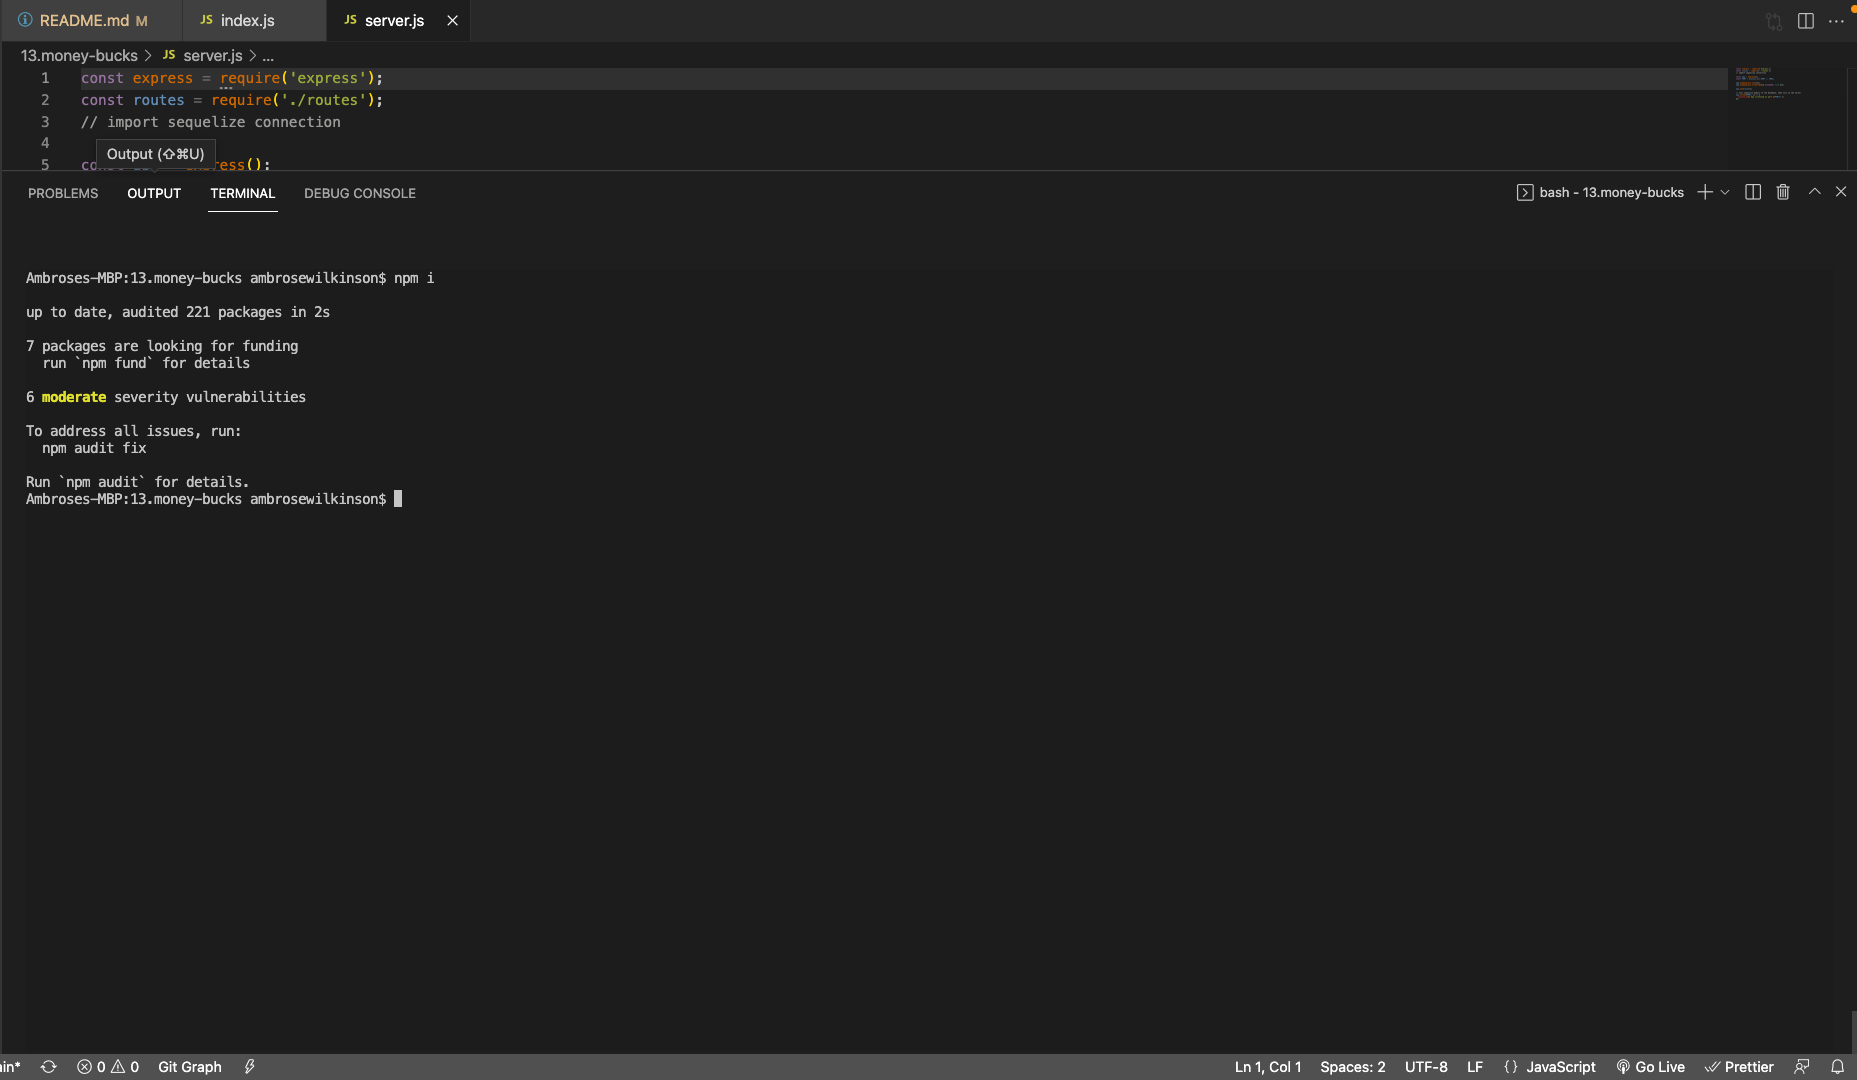 README.md M
JS index.js
JS server.js
13.money-bucks > JS server.js > ...
1 const express = require('express');
2 const routes = require('./routes');
3 // import sequelize connection
4
Output (⇧⌘U)
5 ress();
PROBLEMS OUTPUT TERMINAL DEBUG CONSOLE
bash - 13.money-bucks
Ambroses-MBP:13.money-bucks ambrosewilkinson$ npm i
up to date, audited 221 packages in 2s
7 packages are looking for funding
run `npm fund` for details
6 moderate severity vulnerabilities
To address all issues, run:
npm audit fix
Run `npm audit` for details.
Ambroses-MBP:13.money-bucks ambrosewilkinson$
ain* 0 0 Git Graph
Ln 1, Col 1 Spaces: 2 UTF-8 LF {} JavaScript Go Live Prettier